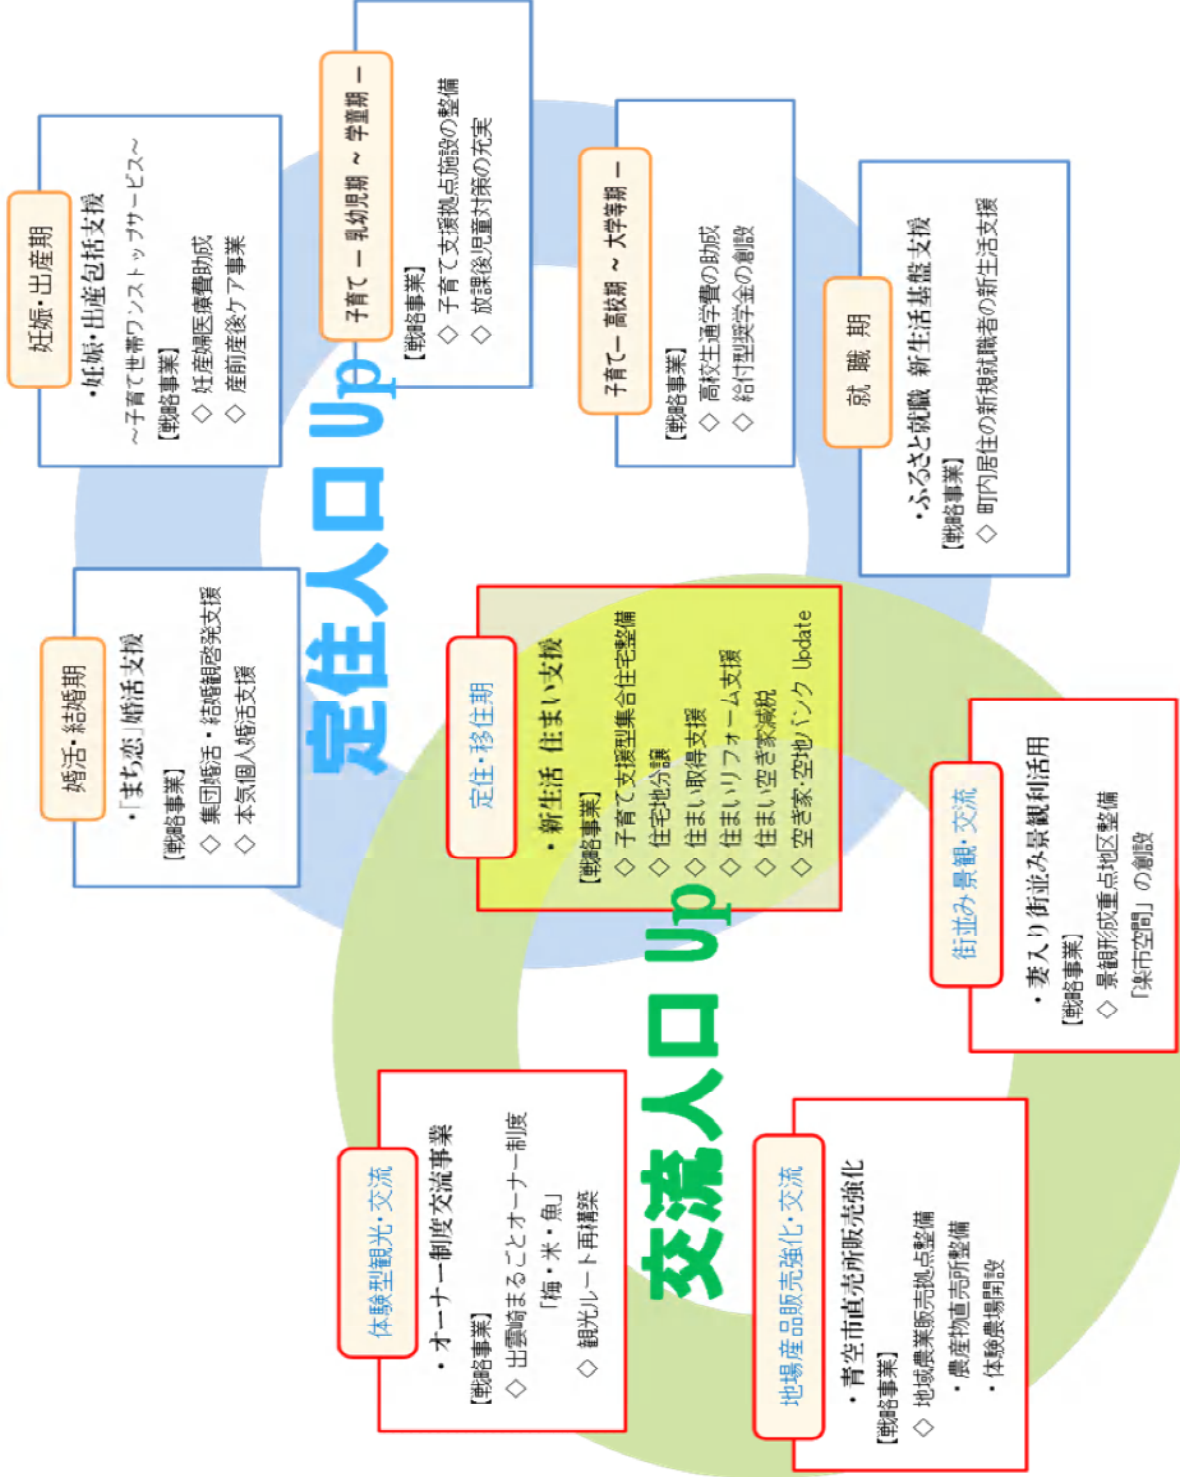 婚活・結婚期
・「まち恋」婚活支援
【戦略事業】
◇ 集団婚活・結婚観啓発支援
◇ 本気個人婚活支援
妊娠・出産期
・妊娠・出産包括支援
～子育て世帯ワンストップサービス～
【戦略事業】
◇ 妊産婦医療費助成
◇ 産前産後ケア事業
子育て ー 乳幼児期 ～ 学童期 ー
【戦略事業】
◇ 子育て支援拠点施設の整備
◇ 放課後児童対策の充実
定住人口 Up
子育てー 高校期 ～ 大学等期 ー
【戦略事業】
◇ 高校生通学費の助成
◇ 給付型奨学金の創設
就 職 期
・ふるさと就職 新生活基盤支援
【戦略事業】
◇ 町内居住の新規就職者の新生活支援
定住・移住期
・新生活 住まい支援
【戦略事業】
◇ 子育て支援型集合住宅整備
◇ 住宅地分譲
◇ 住まい取得支援
◇ 住まいリフォーム支援
◇ 住まい空き家減税
◇ 空き家・空地バンク Update
体験型観光・交流
・オーナー制度交流事業
【戦略事業】
◇ 出雲崎まるごとオーナー制度
「梅・米・魚」
◇ 観光ルート再構築
交流人口 Up
地場産品販売強化・交流
・青空市直売所販売強化
【戦略事業】
◇ 地域農業販売拠点整備
・農産物直売所整備
・体験農場開設
街並み景観・交流
・妻入り街並み景観利活用
【戦略事業】
◇ 景観形成重点地区整備
「楽市空間」の創設